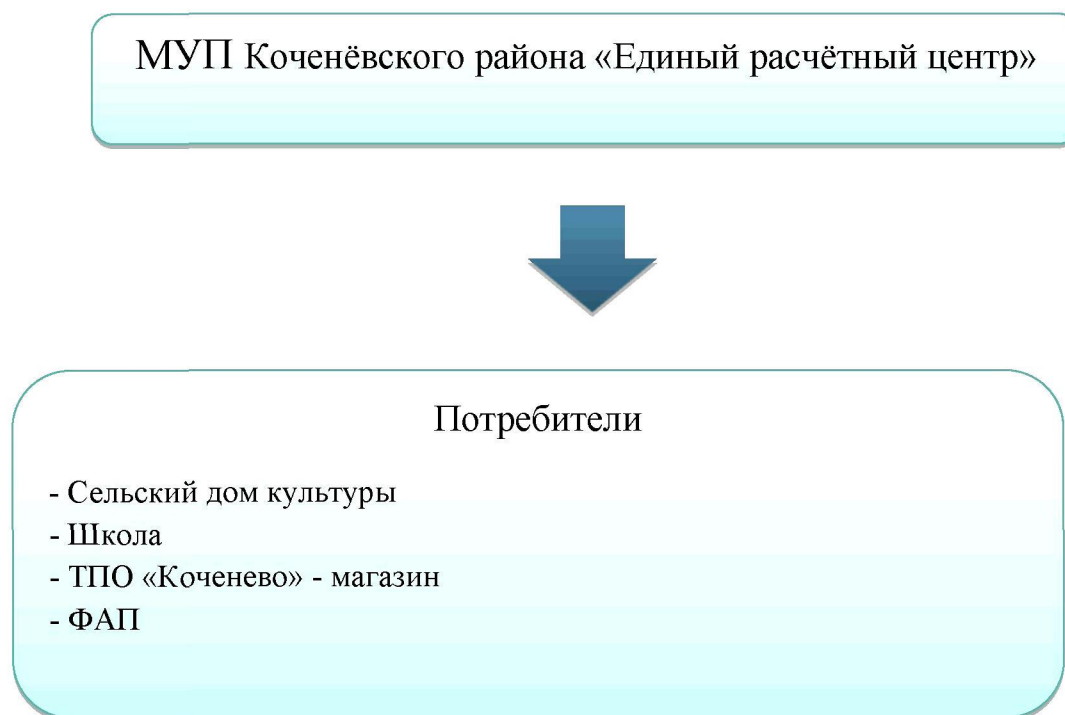 МУП Коченёвского района «Единый расчётный центр»
Потребители
- Сельский дом культуры
- Школа
- ТПО «Коченево» - магазин
- ФАП